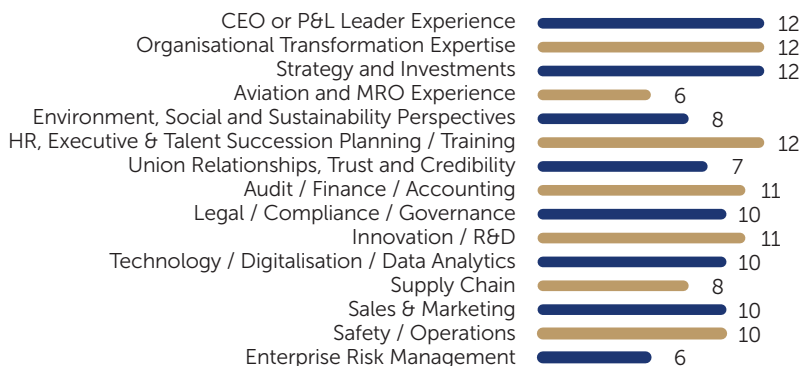 CEO or P&L Leader Experience 12
Organisational Transformation Expertise 12
Strategy and Investments 12
Aviation and MRO Experience 6
Environment, Social and Sustainability Perspectives 8
HR, Executive & Talent Succession Planning / Training 12
Union Relationships, Trust and Credibility 7
Audit / Finance / Accounting 11
Legal / Compliance / Governance 10
Innovation / R&D 11
Technology / Digitalisation / Data Analytics 10
Supply Chain 8
Sales & Marketing 10
Safety / Operations 10
Enterprise Risk Management 6